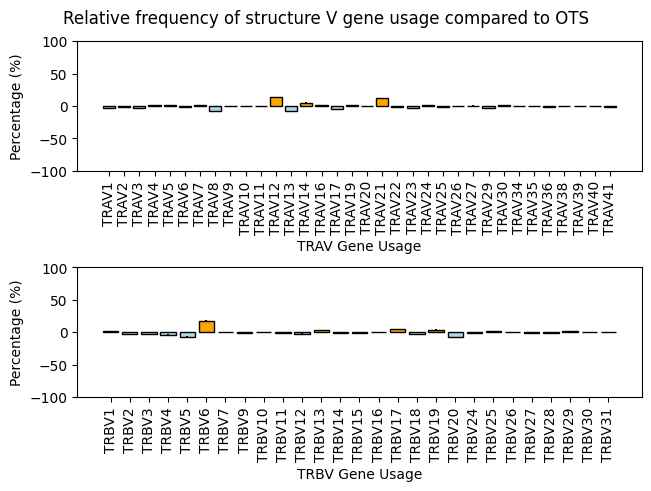 Relative frequency of structure V gene usage compared to OTS
Percentage (%)
100
50
0
−50
−100
TRAV1
TRAV2
TRAV3
TRAV4
TRAV5
TRAV6
TRAV7
TRAV8
TRAV9
TRAV10
TRAV11
TRAV12
TRAV13
TRAV14
TRAV16
TRAV17
TRAV19
TRAV20
TRAV21
TRAV22
TRAV23
TRAV24
TRAV25
TRAV26
TRAV27
TRAV29
TRAV30
TRAV34
TRAV35
TRAV36
TRAV38
TRAV39
TRAV40
TRAV41
TRAV Gene Usage
Percentage (%)
100
50
0
−50
−100
TRBV1
TRBV2
TRBV3
TRBV4
TRBV5
TRBV6
TRBV7
TRBV9
TRBV10
TRBV11
TRBV12
TRBV13
TRBV14
TRBV15
TRBV16
TRBV17
TRBV18
TRBV19
TRBV20
TRBV24
TRBV25
TRBV26
TRBV27
TRBV28
TRBV29
TRBV30
TRBV31
TRBV Gene Usage